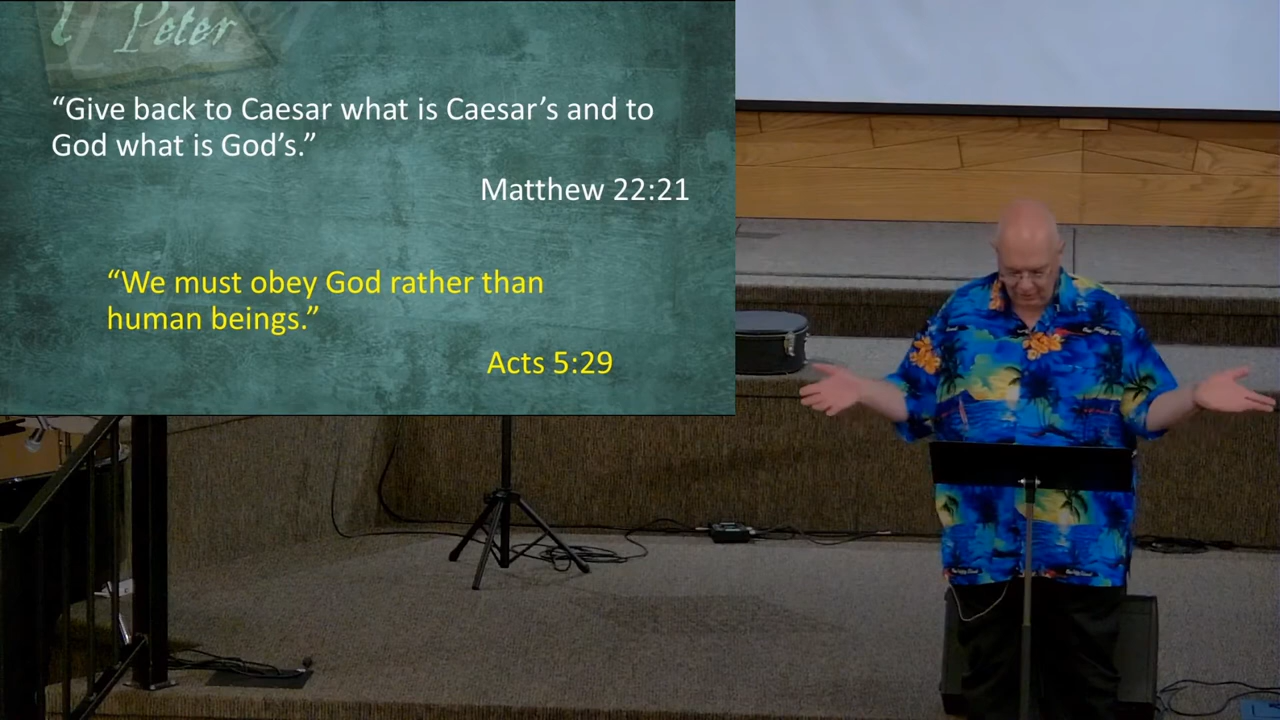 Peter
“Give back to Caesar what is Caesar’s and to
God what is God’s.”
Matthew 22:21
“We must obey God rather than
human beings.”
Acts 5:29